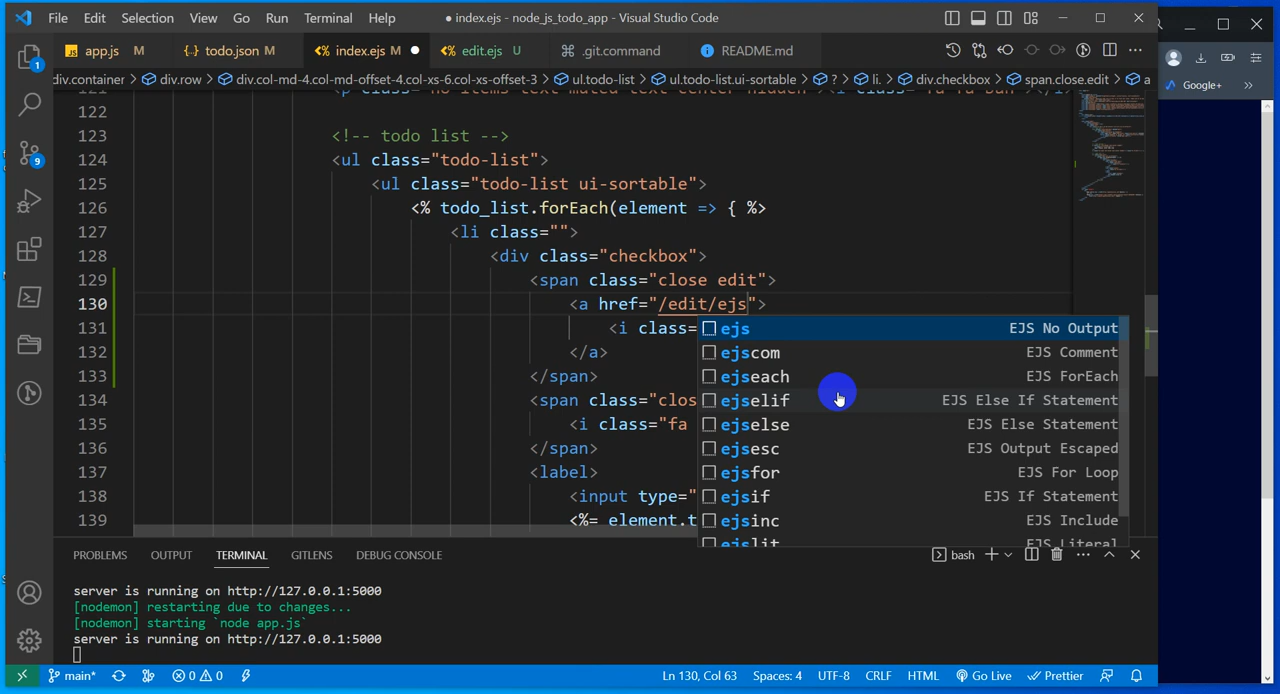 File Edit Selection View Go Run Terminal Help ● index.ejs - node_js_todo_app - Visual Studio Code
JS app.js M {..} todo.json M <% index.ejs M ● <% edit.ejs U .git.command README.md ...
div.container > div.row > div.col-md-4.col-md-offset-4.col-xs-6.col-xs-offset-3 > ul.todo-list > ul.todo-list.ui-sortable > ? > li. > div.checkbox > span.close.edit > a
Google+ »
122
123 <!-- todo list -->
124 <ul class="todo-list">
125 <ul class="todo-list ui-sortable">
126 <% todo_list.forEach(element => { %>
127 <li class="">
128 <div class="checkbox">
129 <span class="close edit">
130 <a href="/edit/ejs">
131 <i class=
132 </a>
133 </span>
134 <span class="clos
135 <i class="fa
136 </span>
137 <label>
138 <input type="
139 <%= element.t
ejs EJS No Output
ejscom EJS Comment
ejseach EJS ForEach
ejselif EJS Else If Statement
ejselse EJS Else Statement
ejsesc EJS Output Escaped
ejsfor EJS For Loop
ejsif EJS If Statement
ejsinc EJS Include
ejslit EJS Literal
1
9
PROBLEMS OUTPUT TERMINAL GITLENS DEBUG CONSOLE bash
server is running on http://127.0.0.1:5000
[nodemon] restarting due to changes...
[nodemon] starting `node app.js`
server is running on http://127.0.0.1:5000
main* 0 0 Ln 130, Col 63 Spaces: 4 UTF-8 CRLF HTML Go Live Prettier